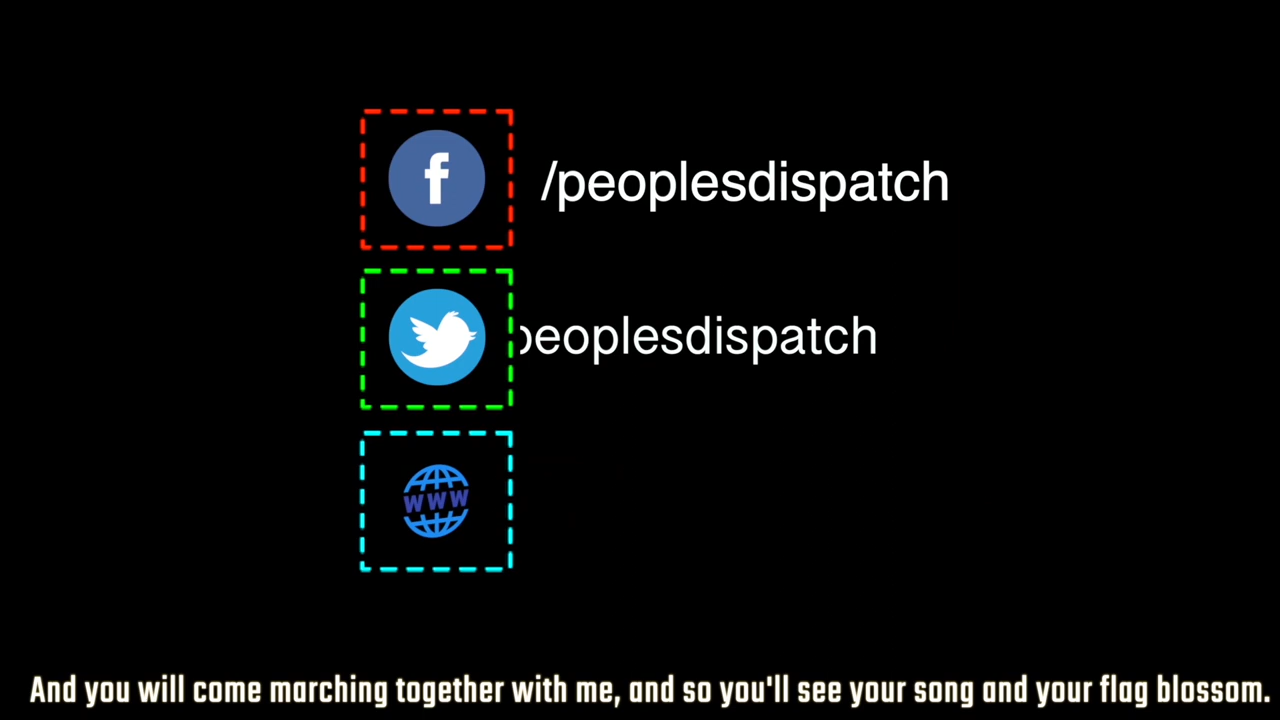 f /peoplesdispatch
peoplesdispatch
WWW
And you will come marching together with me, and so you'll see your song and your flag blossom.